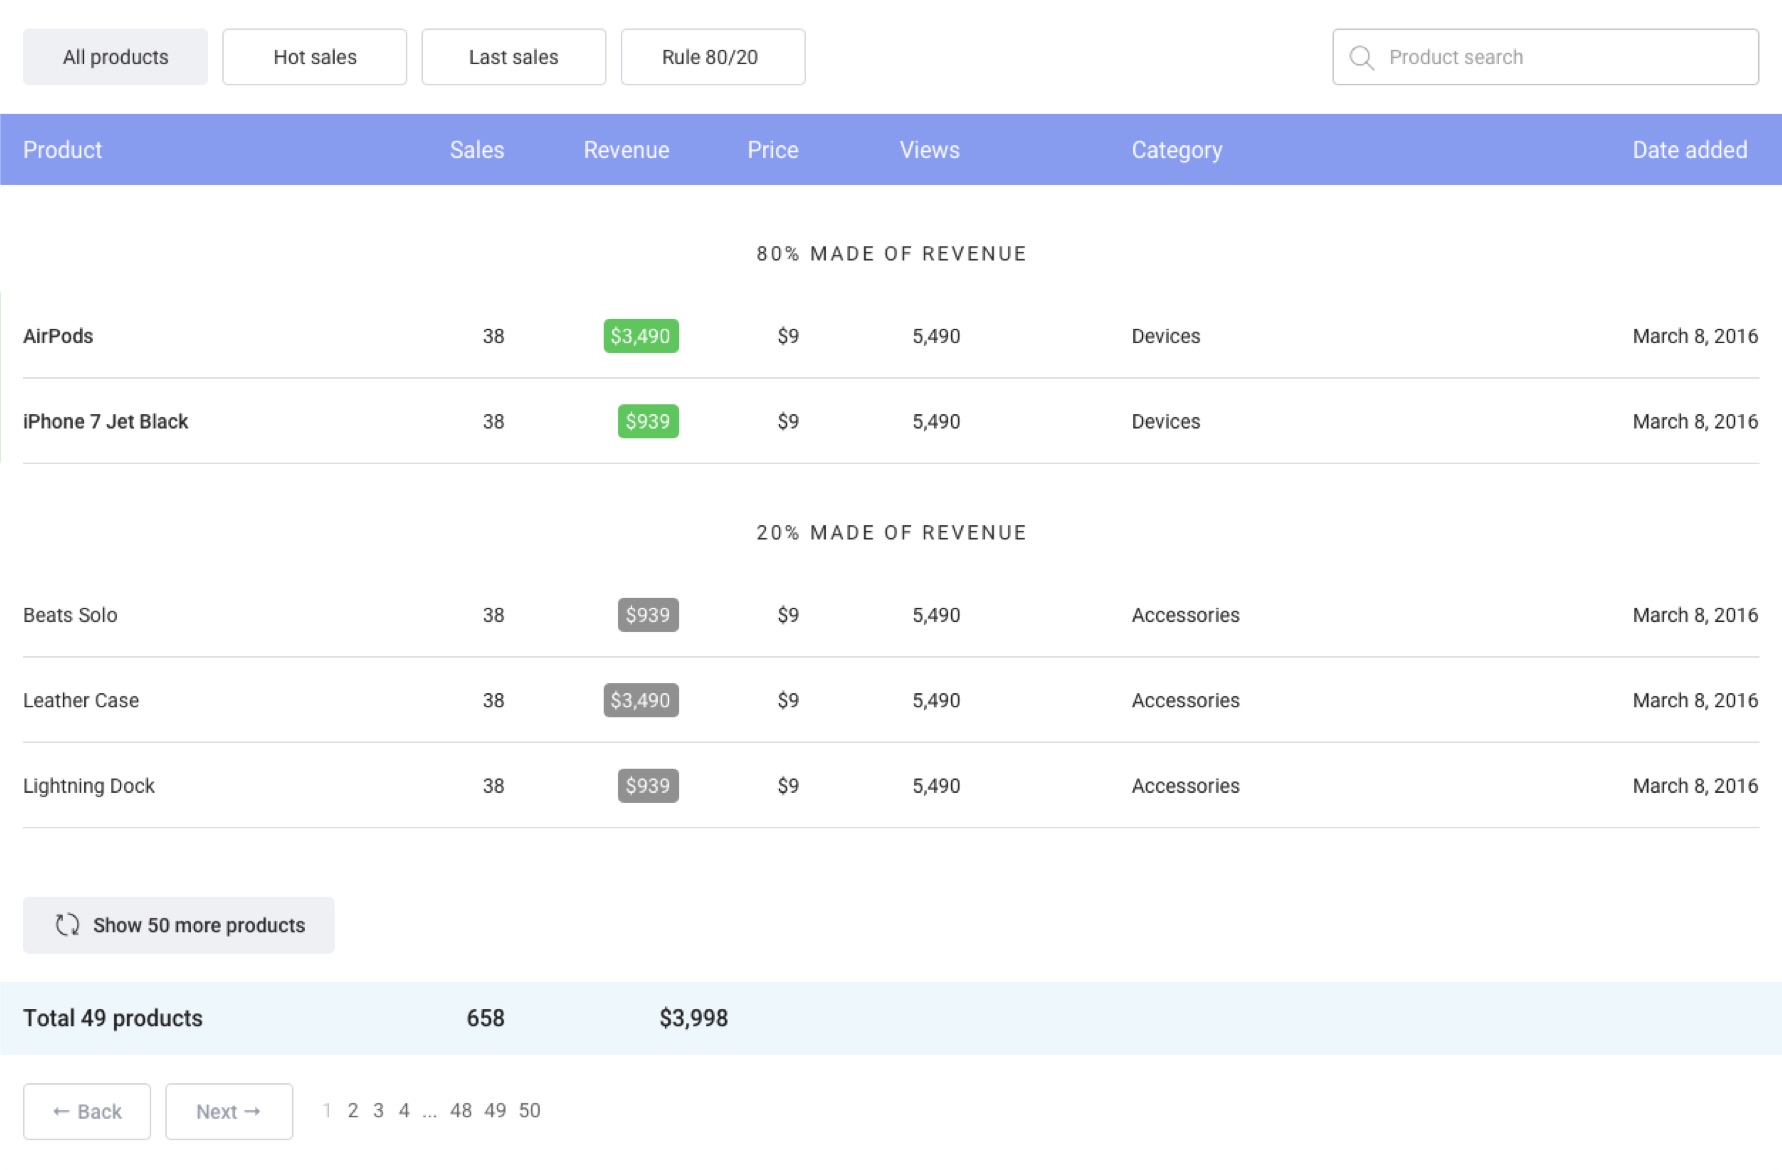 All products Hot sales Last sales Rule 80/20 Product search
Product Sales Revenue Price Views Category Date added
80% MADE OF REVENUE
AirPods 38 $3,490 $9 5,490 Devices March 8, 2016
iPhone 7 Jet Black 38 $939 $9 5,490 Devices March 8, 2016
20% MADE OF REVENUE
Beats Solo 38 $939 $9 5,490 Accessories March 8, 2016
Leather Case 38 $3,490 $9 5,490 Accessories March 8, 2016
Lightning Dock 38 $939 $9 5,490 Accessories March 8, 2016
Show 50 more products
Total 49 products 658 $3,998
← Back Next → 1 2 3 4 ... 48 49 50